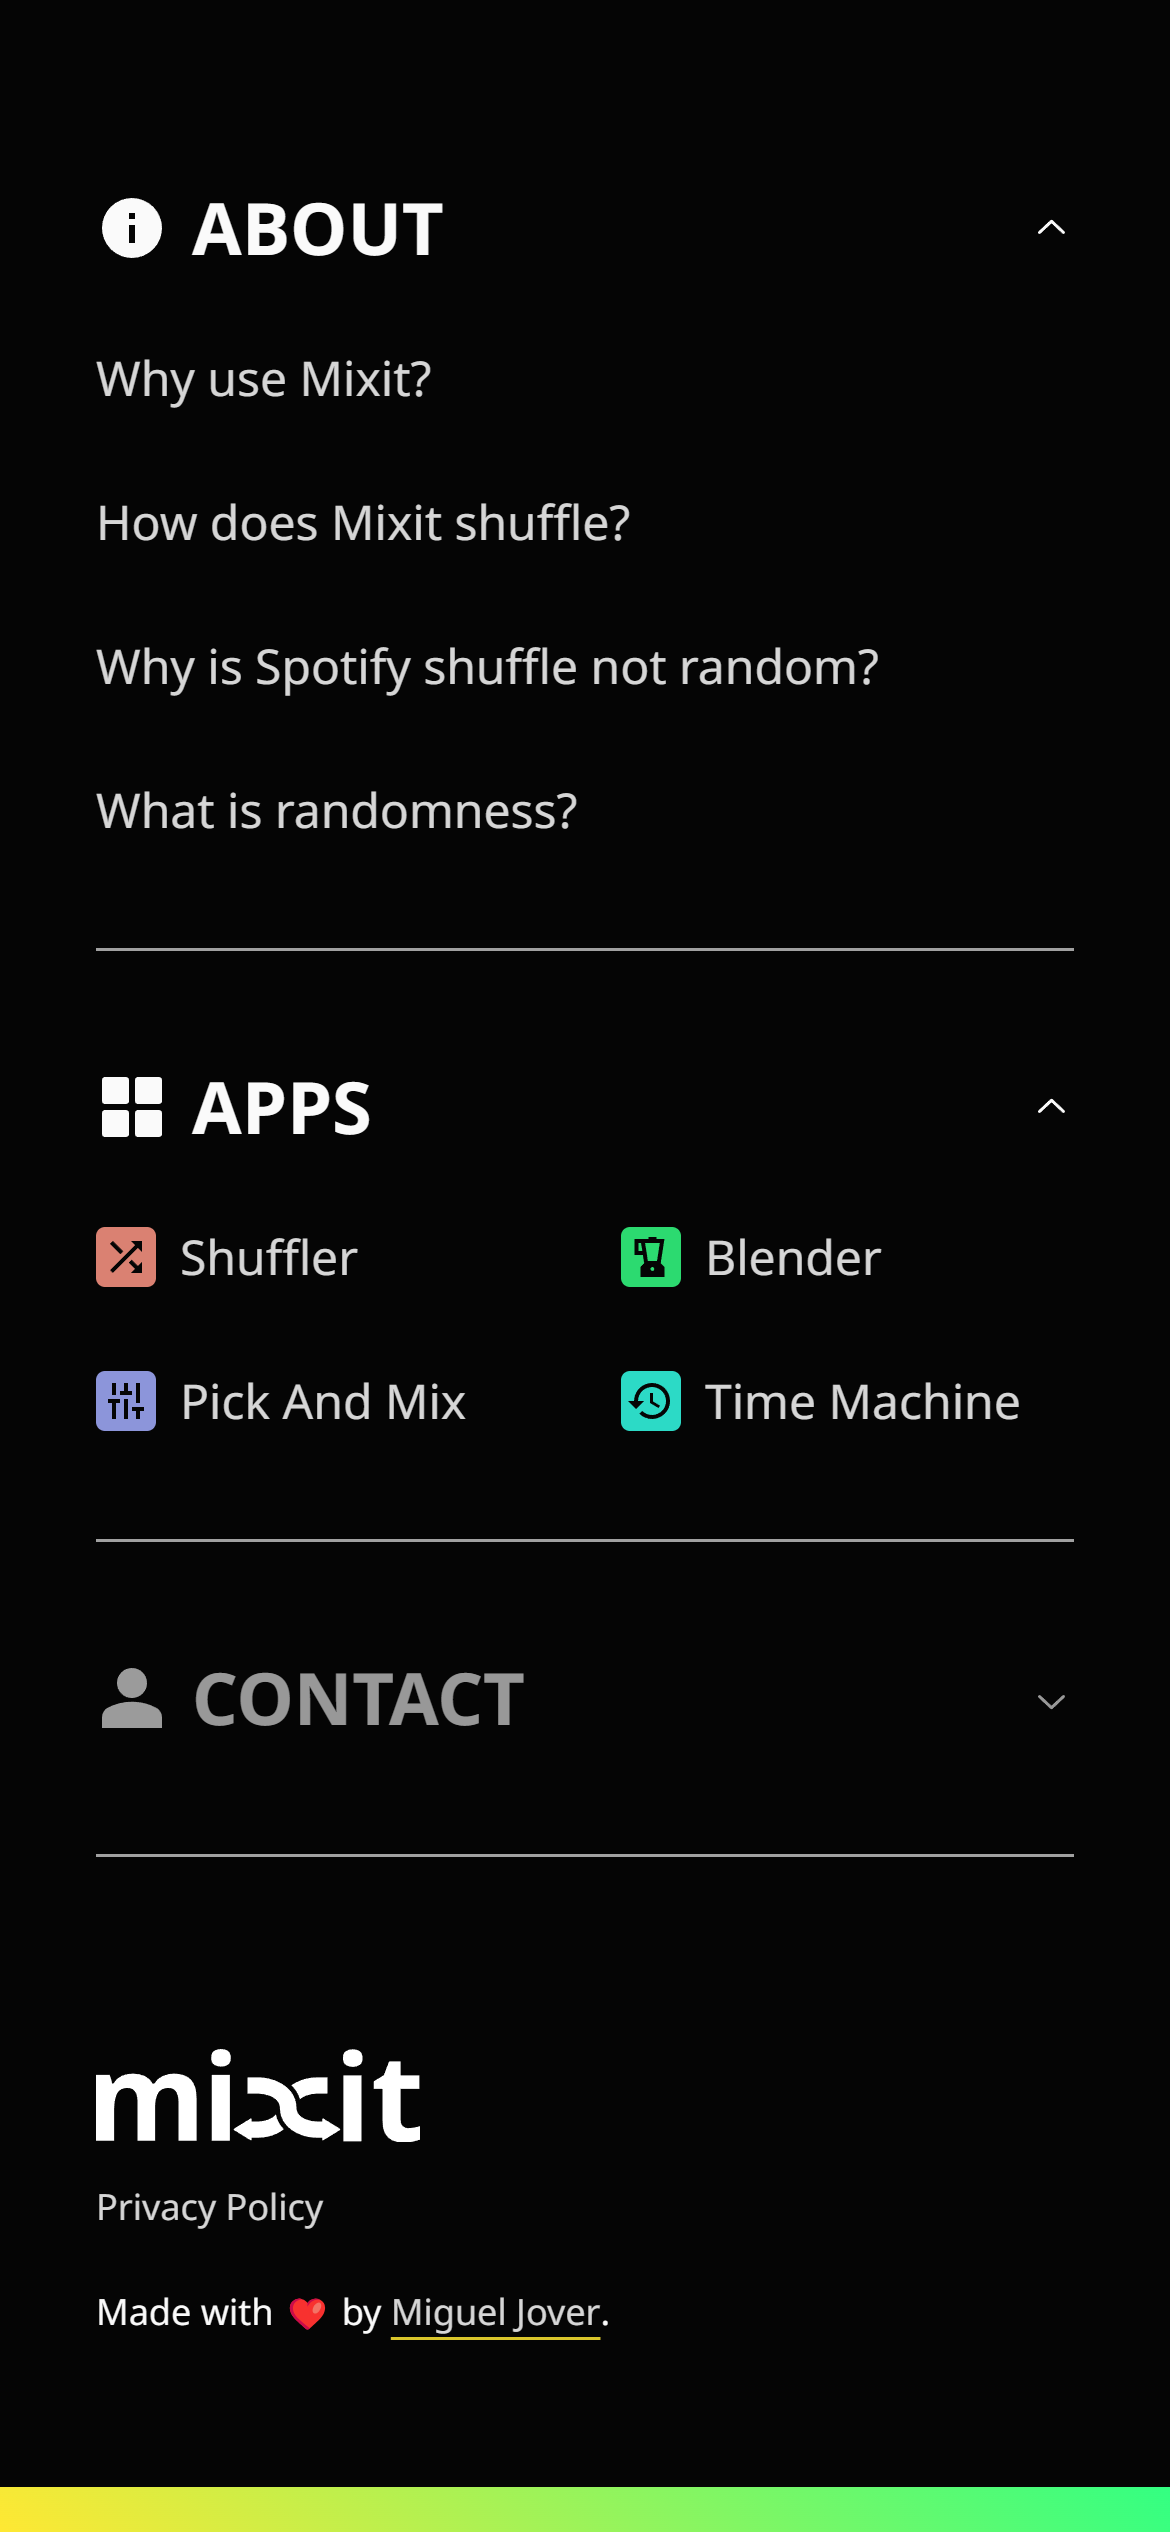 ABOUT
Why use Mixit?
How does Mixit shuffle?
Why is Spotify shuffle not random?
What is randomness?
APPS
Shuffler
Blender
Pick And Mix
Time Machine
CONTACT
mixit
Privacy Policy
Made with ❤️ by Miguel Jover.